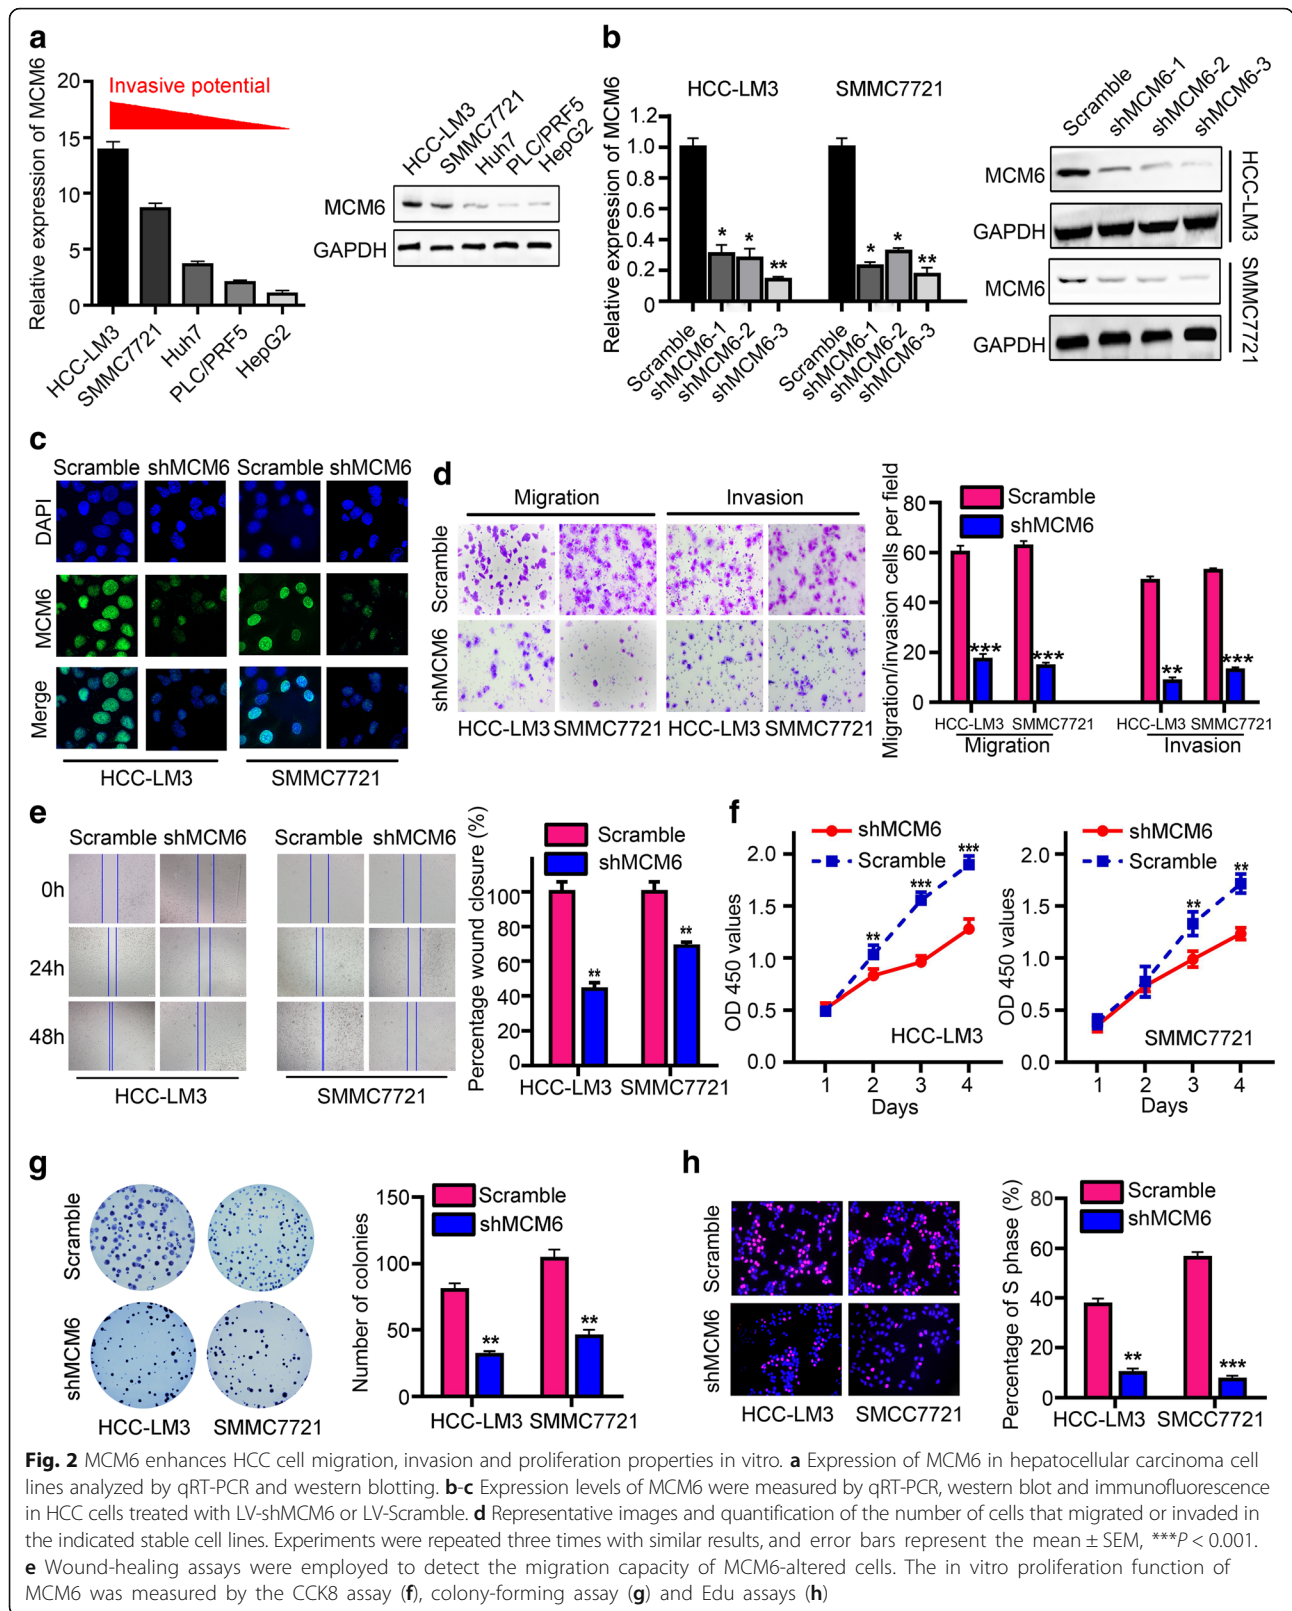 a
Relative expression of MCM6
20
15
10
5
0
Invasive potential
HCC-LM3
SMMC7721
Huh7
PLC/PRF5
HepG2
HCC-LM3
SMMC7721
Huh7
PLC/PRF5
HepG2
MCM6
GAPDH
b
Relative expression of MCM6
1.2
1.0
0.8
0.6
0.4
0.2
0
HCC-LM3
SMMC7721
* * **
* * **
Scramble
shMCM6-1
shMCM6-2
shMCM6-3
Scramble
shMCM6-1
shMCM6-2
shMCM6-3
Scramble
shMCM6-1
shMCM6-2
shMCM6-3
MCM6
GAPDH
HCC-LM3
MCM6
GAPDH
SMMC7721
c
Scramble shMCM6 Scramble shMCM6
DAPI
MCM6
Merge
HCC-LM3
SMMC7721
d
Migration
Invasion
Scramble
shMCM6
HCC-LM3 SMMC7721 HCC-LM3 SMMC7721
Migration/invasion cells per field
80
60
40
20
0
Scramble
shMCM6
*** *** ** ***
HCC-LM3 SMMC7721 HCC-LM3 SMMC7721
Migration
Invasion
e
Scramble shMCM6 Scramble shMCM6
0h
24h
48h
HCC-LM3
SMMC7721
Percentage wound closure (%)
100
80
60
40
20
0
Scramble
shMCM6
** **
HCC-LM3 SMMC7721
f
OD 450 values
2.0
1.5
1.0
0.5
0.0
shMCM6
Scramble
** *** ***
HCC-LM3
1 2 3 4
Days
OD 450 values
2.0
1.5
1.0
0.5
0.0
shMCM6
Scramble
** **
SMMC7721
1 2 3 4
Days
g
Scramble
shMCM6
HCC-LM3 SMMC7721
Number of colonies
150
100
50
0
Scramble
shMCM6
** **
HCC-LM3 SMMC7721
h
Scramble
shMCM6
HCC-LM3 SMCC7721
Percentage of S phase (%)
80
60
40
20
0
Scramble
shMCM6
** ***
HCC-LM3 SMCC7721
Fig. 2 MCM6 enhances HCC cell migration, invasion and proliferation properties in vitro. a Expression of MCM6 in hepatocellular carcinoma cell
lines analyzed by qRT-PCR and western blotting. b-c Expression levels of MCM6 were measured by qRT-PCR, western blot and immunofluorescence
in HCC cells treated with LV-shMCM6 or LV-Scramble. d Representative images and quantification of the number of cells that migrated or invaded in
the indicated stable cell lines. Experiments were repeated three times with similar results, and error bars represent the mean ± SEM, ***P < 0.001.
e Wound-healing assays were employed to detect the migration capacity of MCM6-altered cells. The in vitro proliferation function of
MCM6 was measured by the CCK8 assay (f), colony-forming assay (g) and Edu assays (h)